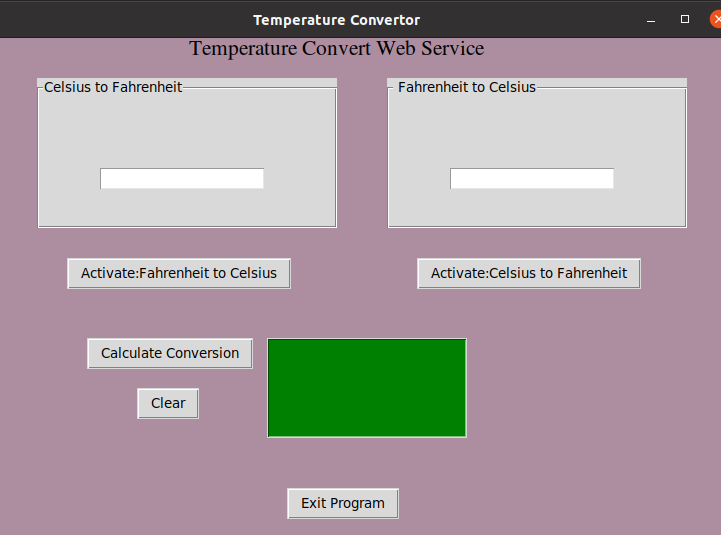 Temperature Convertor
Temperature Convert Web Service
Celsius to Fahrenheit
Fahrenheit to Celsius
Activate:Fahrenheit to Celsius
Activate:Celsius to Fahrenheit
Calculate Conversion
Clear
Exit Program